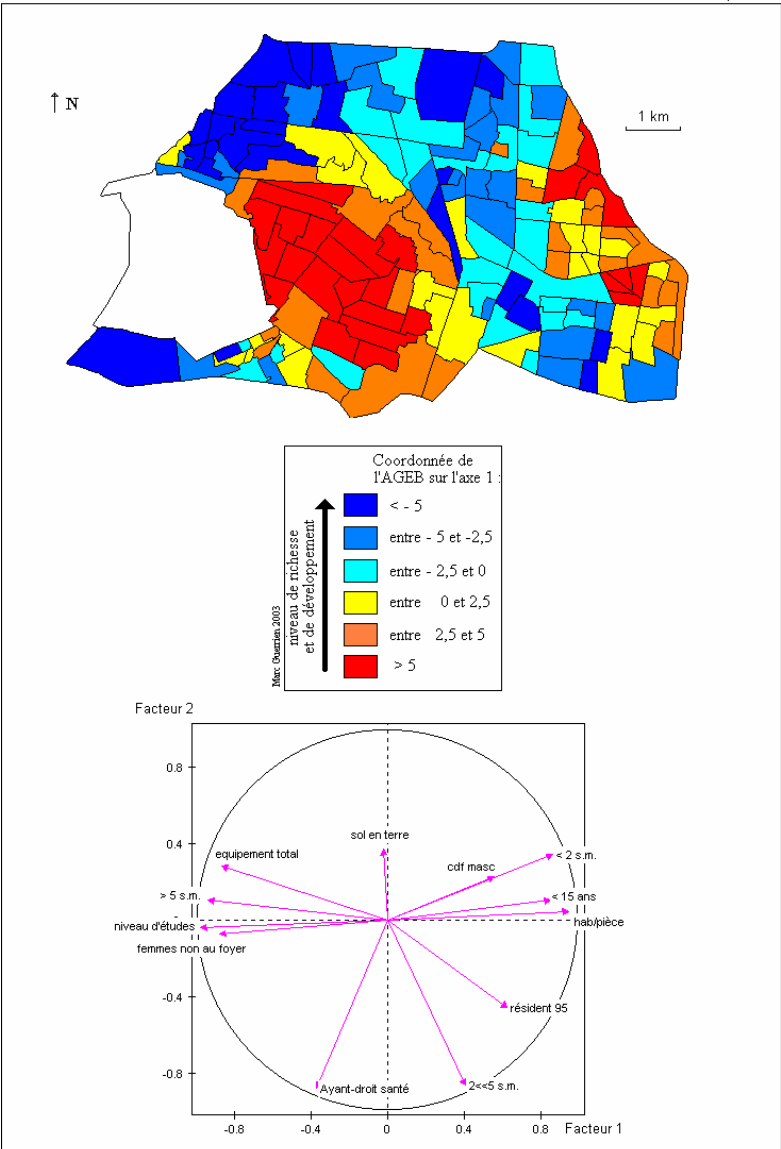 N
1 km
Coordonnée de
l'AGEB sur l'axe 1 :
< - 5
entre - 5 et -2,5
entre - 2,5 et 0
entre 0 et 2,5
entre 2,5 et 5
> 5
niveau de richesse
et de développement
Marc Guerrien 2003
Facteur 2
0.8
0.4
-
-0.4
-0.8
sol en terre
equipement total
cdf masc
< 2 s.m.
> 5 s.m.
< 15 ans
hab/pièce
niveau d'études
femmes non au foyer
résident 95
Ayant-droit santé
2<<5 s.m.
-0.8
-0.4
0
0.4
0.8
Facteur 1